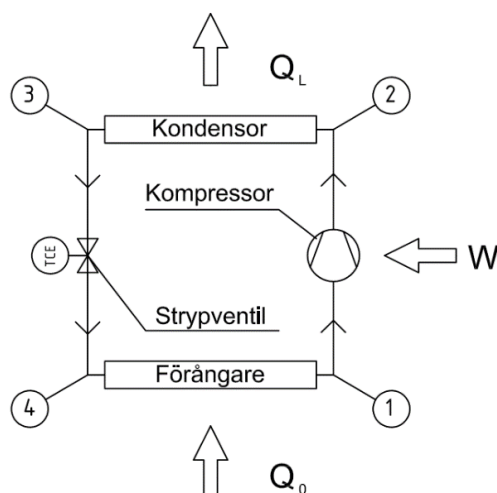 Q L
3
2
Kondensor
Kompressor
TCE
W
Strypventil
Förångare
4
1
Q 0